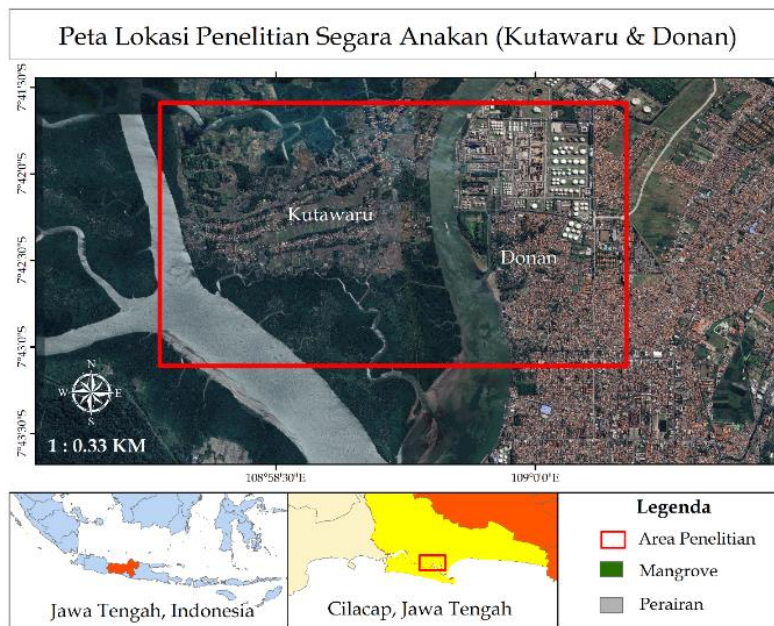 Peta Lokasi Penelitian Segara Anakan (Kutawaru & Donan)
7°41'30"S
7°42'0"S
7°42'30"S
7°43'0"S
7°43'30"S
Kutawaru
Donan
N
W E
S
1 : 0.33 KM
108°58'30"E
109°0'0"E
Jawa Tengah, Indonesia
Cilacap, Jawa Tengah
Legenda
Area Penelitian
Mangrove
Perairan